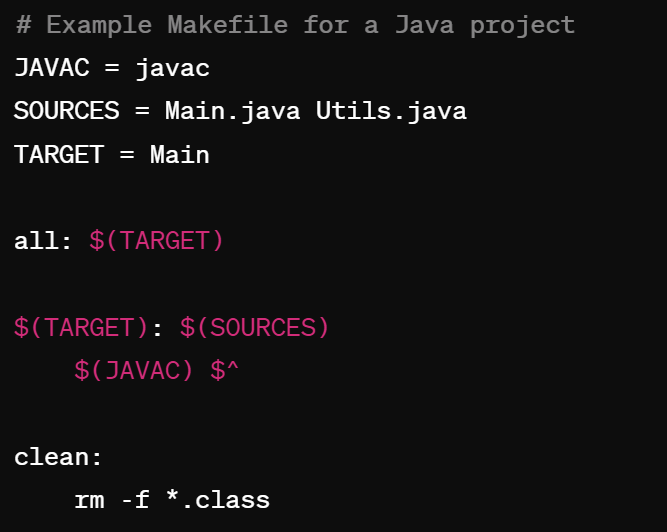 # Example Makefile for a Java project
JAVAC = javac
SOURCES = Main.java Utils.java
TARGET = Main
all: $(TARGET)
$(TARGET): $(SOURCES)
    $(JAVAC) $^
clean:
    rm -f *.class